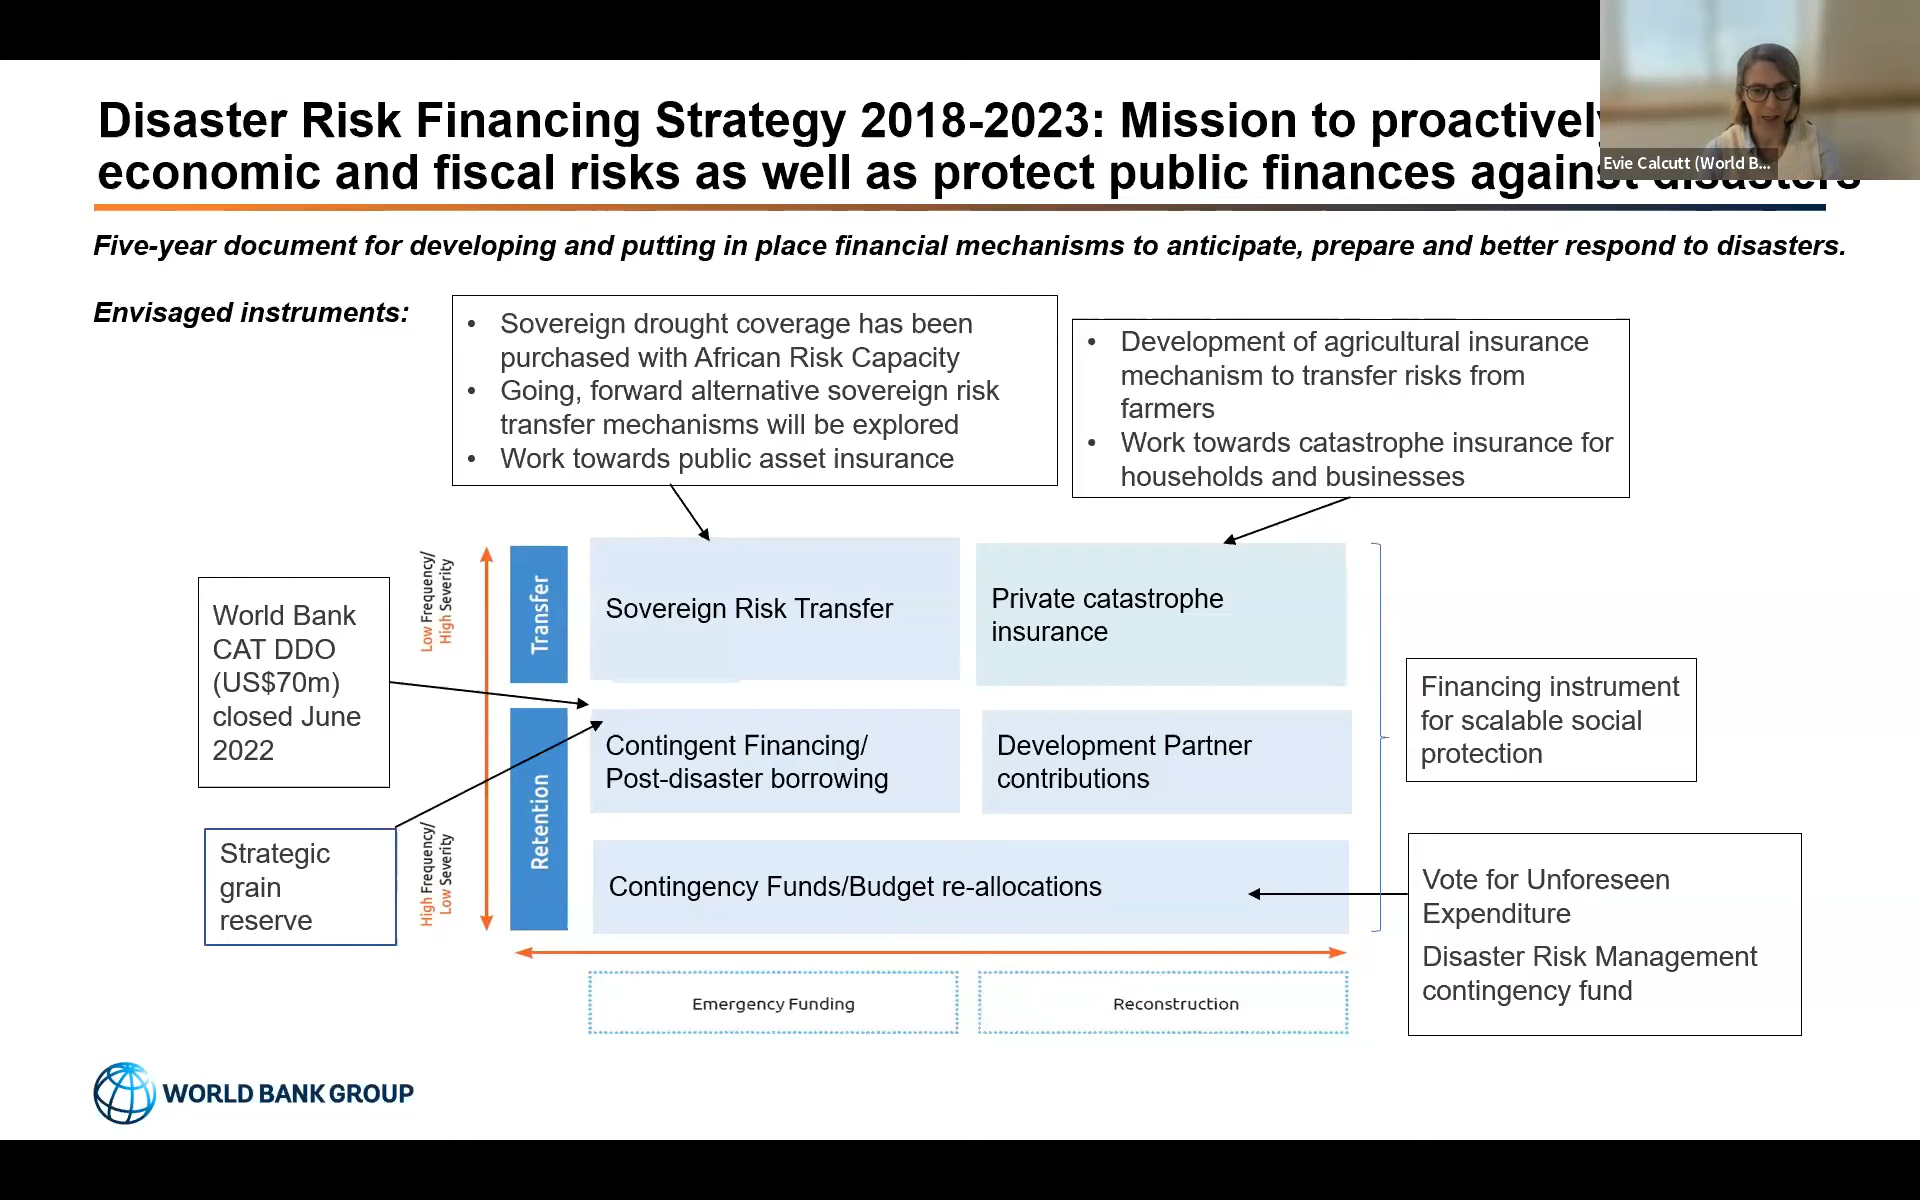 Disaster Risk Financing Strategy 2018-2023: Mission to proactively
economic and fiscal risks as well as protect public finances against disasters
Evie Calcutt (World B...
Five-year document for developing and putting in place financial mechanisms to anticipate, prepare and better respond to disasters.
Envisaged instruments:
• Sovereign drought coverage has been
purchased with African Risk Capacity
• Going, forward alternative sovereign risk
transfer mechanisms will be explored
• Work towards public asset insurance
• Development of agricultural insurance
mechanism to transfer risks from
farmers
• Work towards catastrophe insurance for
households and businesses
World Bank
CAT DDO
(US$70m)
closed June
2022
Strategic
grain
reserve
Low Frequency/
High Severity
High Frequency/
Low Severity
Transfer
Retention
Sovereign Risk Transfer
Private catastrophe
insurance
Contingent Financing/
Post-disaster borrowing
Development Partner
contributions
Contingency Funds/Budget re-allocations
Emergency Funding
Reconstruction
Financing instrument
for scalable social
protection
Vote for Unforeseen
Expenditure
Disaster Risk Management
contingency fund
WORLD BANK GROUP